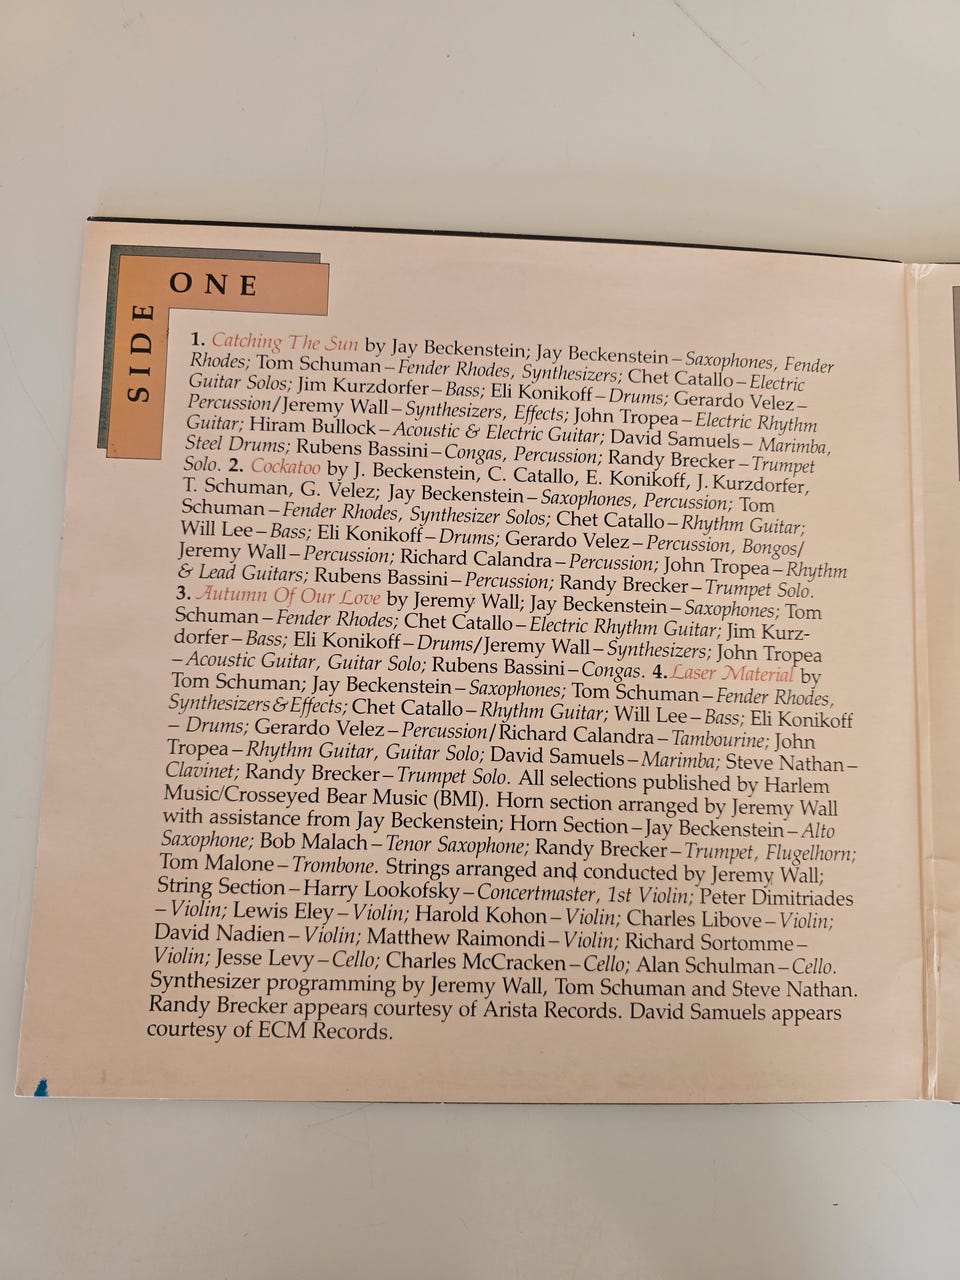 SIDE ONE
1. Catching The Sun by Jay Beckenstein; Jay Beckenstein–Saxophones, Fender
Rhodes; Tom Schuman–Fender Rhodes, Synthesizers; Chet Catallo–Electric
Guitar Solos; Jim Kurzdorfer–Bass; Eli Konikoff–Drums; Gerardo Velez–
Percussion/Jeremy Wall–Synthesizers, Effects; John Tropea–Electric Rhythm
Guitar; Hiram Bullock–Acoustic & Electric Guitar; David Samuels– Marimba,
Steel Drums; Rubens Bassini–Congas, Percussion; Randy Brecker–Trumpet
Solo. 2. Cockatoo by J. Beckenstein, C. Catallo, E. Konikoff, J. Kurzdorfer,
T. Schuman, G. Velez; Jay Beckenstein–Saxophones, Percussion; Tom
Schuman–Fender Rhodes, Synthesizer Solos; Chet Catallo–Rhythm Guitar;
Will Lee–Bass; Eli Konikoff–Drums; Gerardo Velez–Percussion, Bongos/
Jeremy Wall–Percussion; Richard Calandra–Percussion; John Tropea–Rhythm
& Lead Guitars; Rubens Bassini–Percussion; Randy Brecker–Trumpet Solo.
3. Autumn Of Our Love by Jeremy Wall; Jay Beckenstein–Saxophones; Tom
Schuman–Fender Rhodes; Chet Catallo–Electric Rhythm Guitar; Jim Kurz-
dorfer–Bass; Eli Konikoff–Drums/Jeremy Wall–Synthesizers; John Tropea
–Acoustic Guitar, Guitar Solo; Rubens Bassini–Congas. 4. Laser Material by
Tom Schuman; Jay Beckenstein–Saxophones; Tom Schuman–Fender Rhodes,
Synthesizers & Effects; Chet Catallo–Rhythm Guitar; Will Lee–Bass; Eli Konikoff
– Drums; Gerardo Velez–Percussion/Richard Calandra–Tambourine; John
Tropea–Rhythm Guitar, Guitar Solo; David Samuels–Marimba; Steve Nathan–
Clavinet; Randy Brecker–Trumpet Solo. All selections published by Harlem
Music/Crosseyed Bear Music (BMI). Horn section arranged by Jeremy Wall
with assistance from Jay Beckenstein; Horn Section–Jay Beckenstein–Alto
Saxophone; Bob Malach–Tenor Saxophone; Randy Brecker–Trumpet, Flugelhorn;
Tom Malone–Trombone. Strings arranged and conducted by Jeremy Wall;
String Section–Harry Lookofsky–Concertmaster, 1st Violin; Peter Dimitriades
–Violin; Lewis Eley–Violin; Harold Kohon–Violin; Charles Libove–Violin;
David Nadien–Violin; Matthew Raimondi–Violin; Richard Sortomme–
Violin; Jesse Levy–Cello; Charles McCracken–Cello; Alan Schulman–Cello.
Synthesizer programming by Jeremy Wall, Tom Schuman and Steve Nathan.
Randy Brecker appears courtesy of Arista Records. David Samuels appears
courtesy of ECM Records.